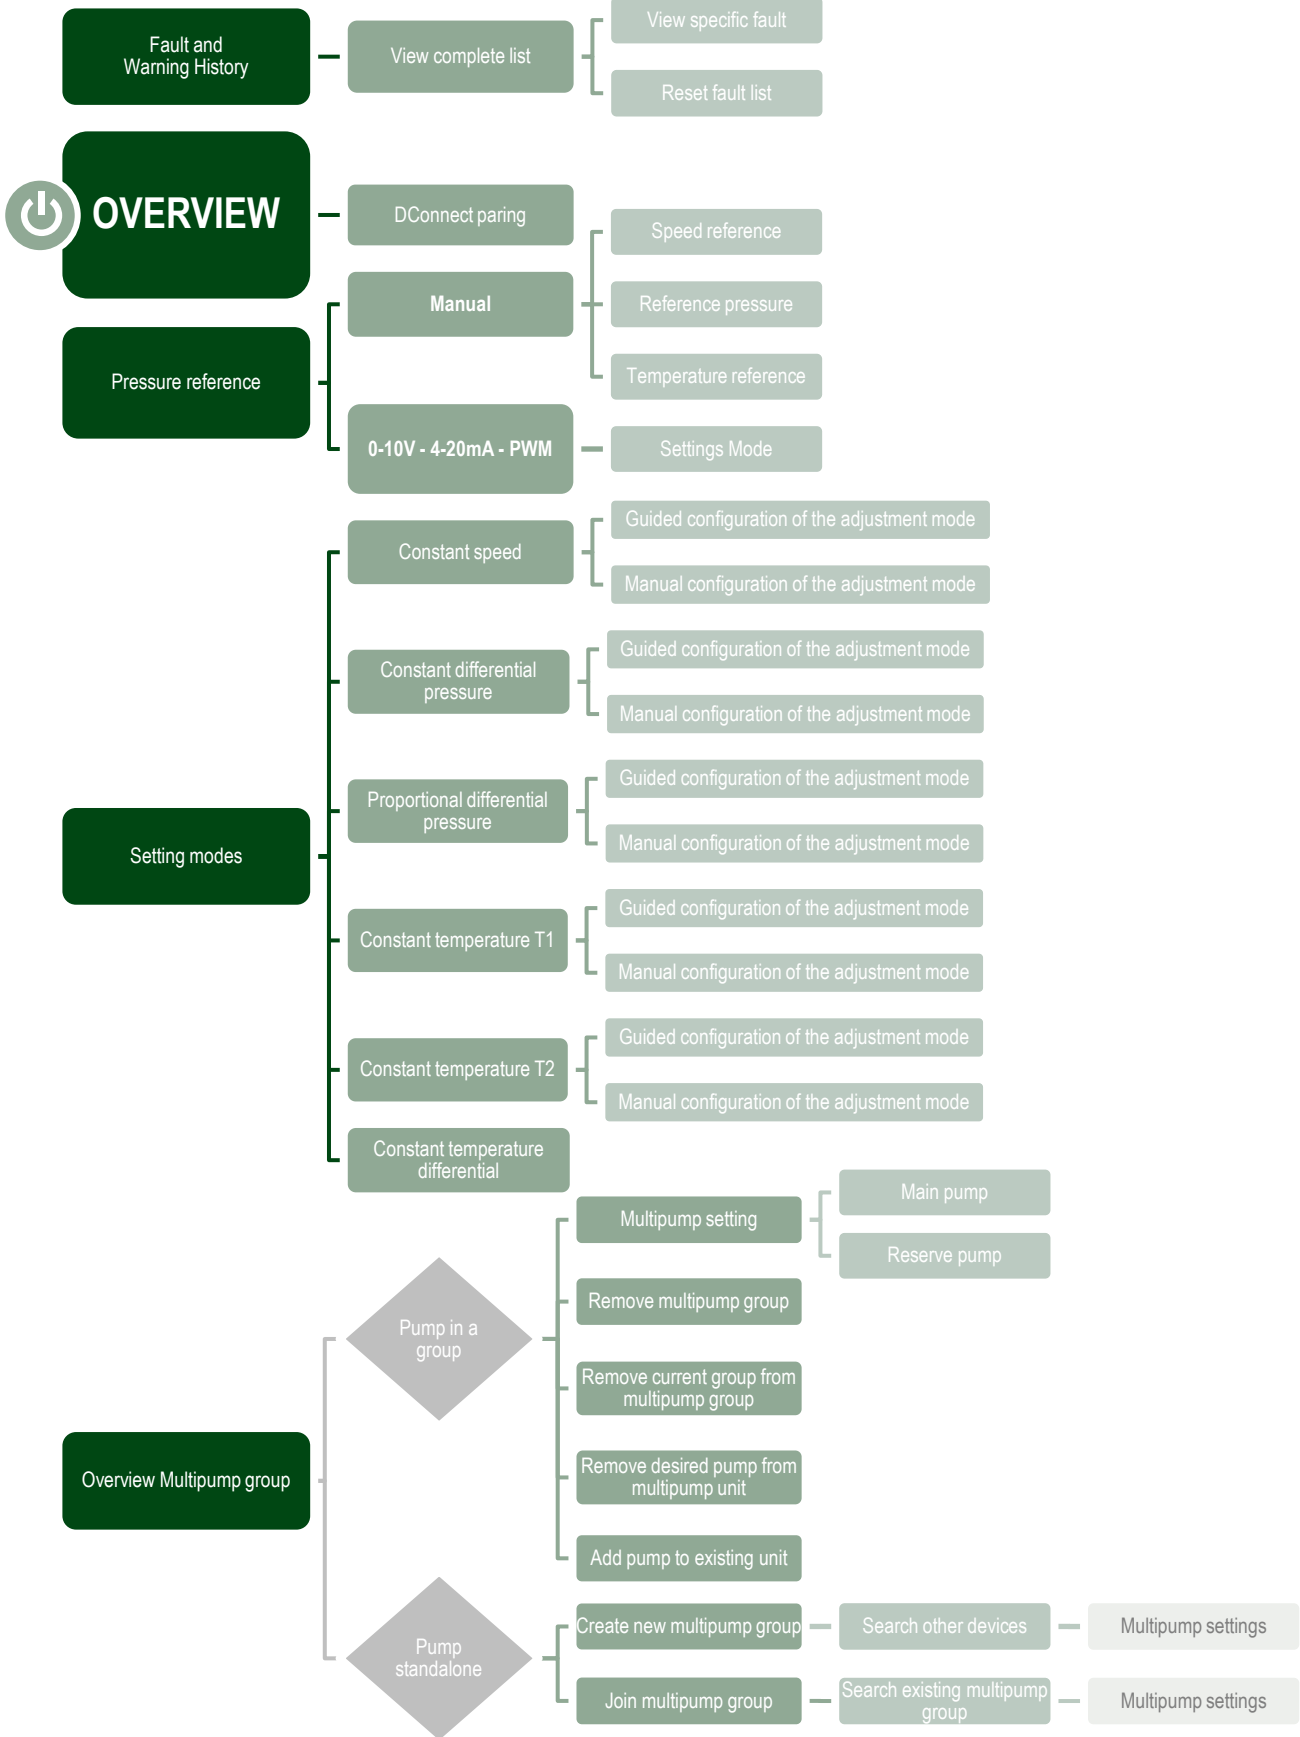 Fault and
Warning History
View complete list
View specific fault
Reset fault list
OVERVIEW
DConnect paring
Pressure reference
Manual
Speed reference
Reference pressure
Temperature reference
0-10V - 4-20mA - PWM
Settings Mode
Setting modes
Constant speed
Guided configuration of the adjustment mode
Manual configuration of the adjustment mode
Constant differential
pressure
Guided configuration of the adjustment mode
Manual configuration of the adjustment mode
Proportional differential
pressure
Guided configuration of the adjustment mode
Manual configuration of the adjustment mode
Constant temperature T1
Guided configuration of the adjustment mode
Manual configuration of the adjustment mode
Constant temperature T2
Guided configuration of the adjustment mode
Manual configuration of the adjustment mode
Constant temperature
differential
Overview Multipump group
Pump in a
group
Multipump setting
Main pump
Reserve pump
Remove multipump group
Remove current group from
multipump group
Remove desired pump from
multipump unit
Add pump to existing unit
Pump
standalone
Create new multipump group
Search other devices
Multipump settings
Join multipump group
Search existing multipump
group
Multipump settings